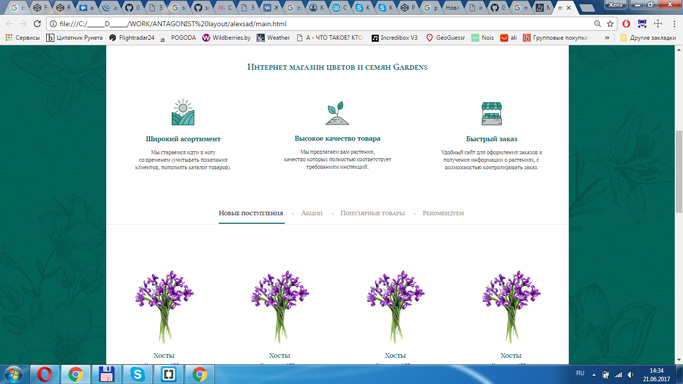 Жена
file:///C:/_____D_____/WORK/ANTAGONIST%20layout/alexsad/main.html
Сервисы Цитатник Рунета Flightradar24 POGODA Wildberries.by Weather А - ЧТО ТАКОЕ? КТО Incredibox V3 GeoGuessr Nois ali Групповые покупки Другие закладки
Интернет магазин цветов и семян Gardens
Широкий асортимент Высокое качество товара Быстрый заказ
Мы стараемся идти в ногу Мы предлагаем вам растения, Удобный сайт для оформления заказов и
со временем (учитывать пожелания качество которых полностью соответствует получения информации о растениях, с
клиентов, пополнять каталог товаров). требованиям инспекций. возможностью контролировать заказ.
Новые поступления - Акции - Популярные товары - Рекомендуем
Хосты Хосты Хосты Хосты
RU 14:34
21.06.2017